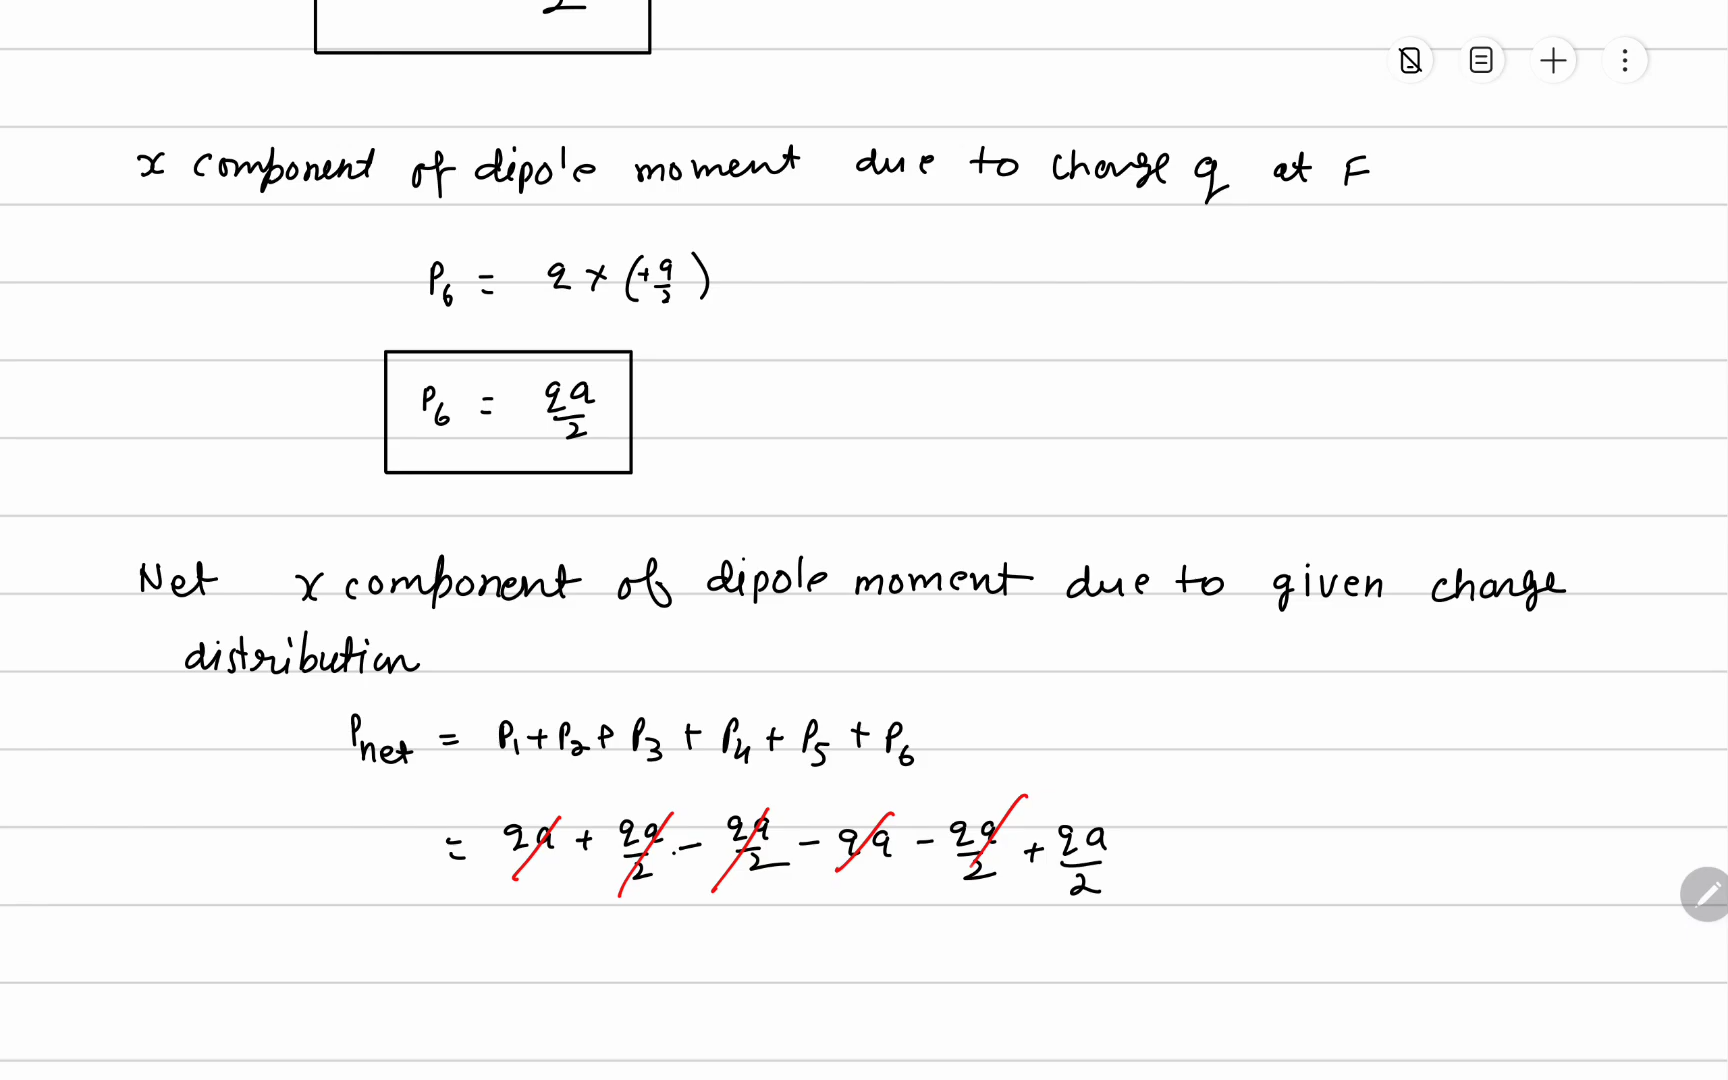 2
x component of dipole moment due to charge q at F
P₆ = q × (+a/2)
P₆ = qa/2
Net x component of dipole moment due to given charge
distribution
Pnet = P₁ + P₂ + P₃ + P₄ + P₅ + P₆
= qa + qa/2 - qa/2 - qa - qa/2 + qa/2